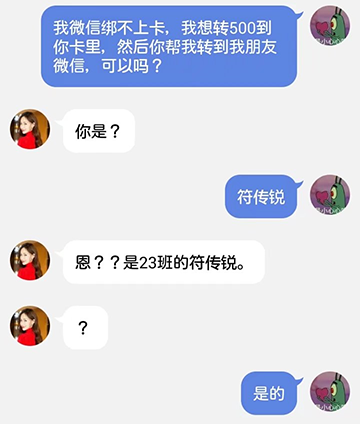 我微信绑不上卡，我想转500到
你卡里，然后你帮我转到我朋友
微信，可以吗？
你是？
符传锐
恩？？是23班的符传锐。
？
是的